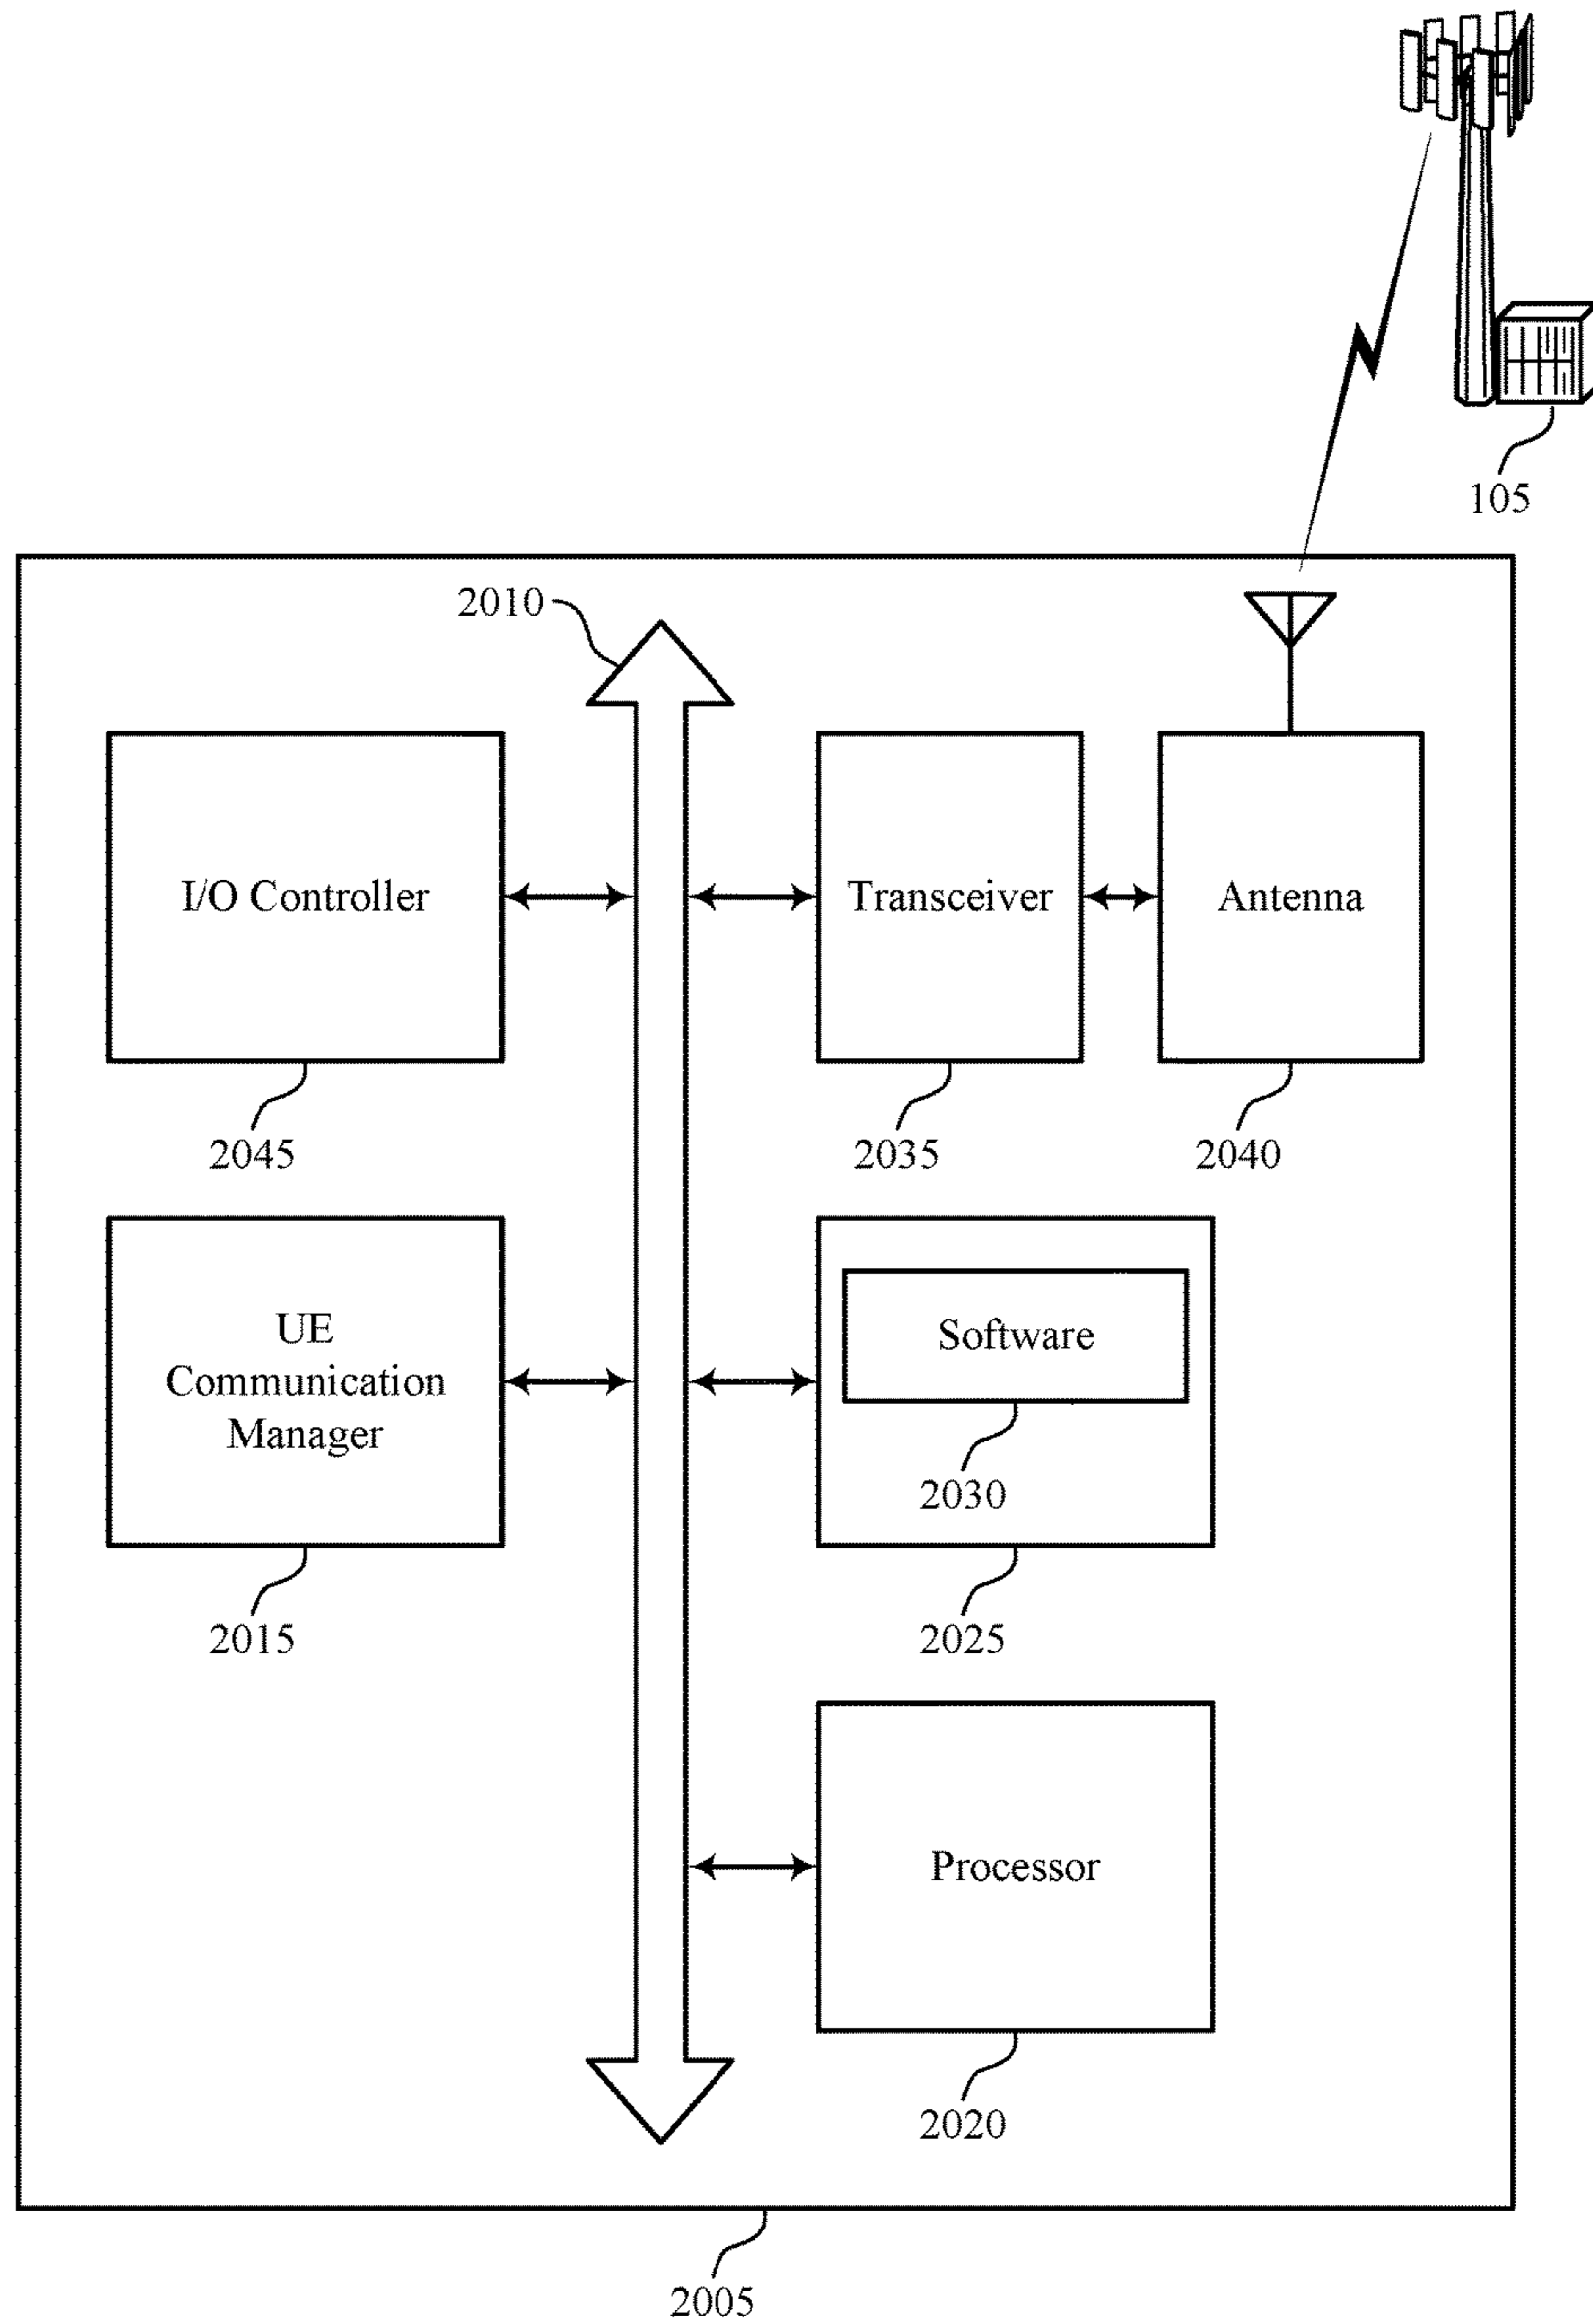 105
2010
I/O Controller
Transceiver
Antenna
2045
2035
2040
UE
Communication
Manager
Software
2030
2015
2025
Processor
2020
2005